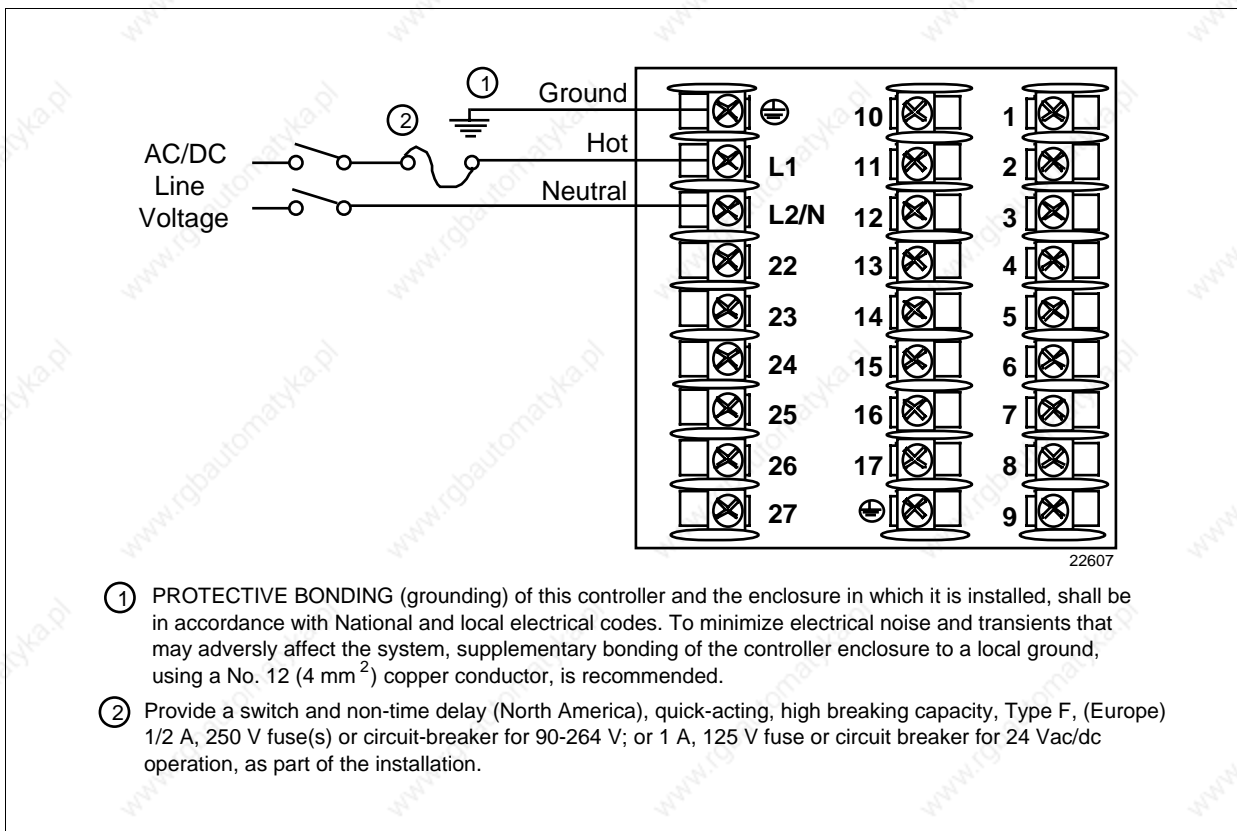 1
Ground
2
Hot
AC/DC
Line
Voltage
Neutral
L1
L2/N
22
23
24
25
26
27
10
11
12
13
14
15
16
17
1
2
3
4
5
6
7
8
9
22607
1 PROTECTIVE BONDING (grounding) of this controller and the enclosure in which it is installed, shall be
in accordance with National and local electrical codes. To minimize electrical noise and transients that
may adversly affect the system, supplementary bonding of the controller enclosure to a local ground,
using a No. 12 (4 mm 2) copper conductor, is recommended.
2 Provide a switch and non-time delay (North America), quick-acting, high breaking capacity, Type F, (Europe)
1/2 A, 250 V fuse(s) or circuit-breaker for 90-264 V; or 1 A, 125 V fuse or circuit breaker for 24 Vac/dc
operation, as part of the installation.
www.rgbautomatyka.pl